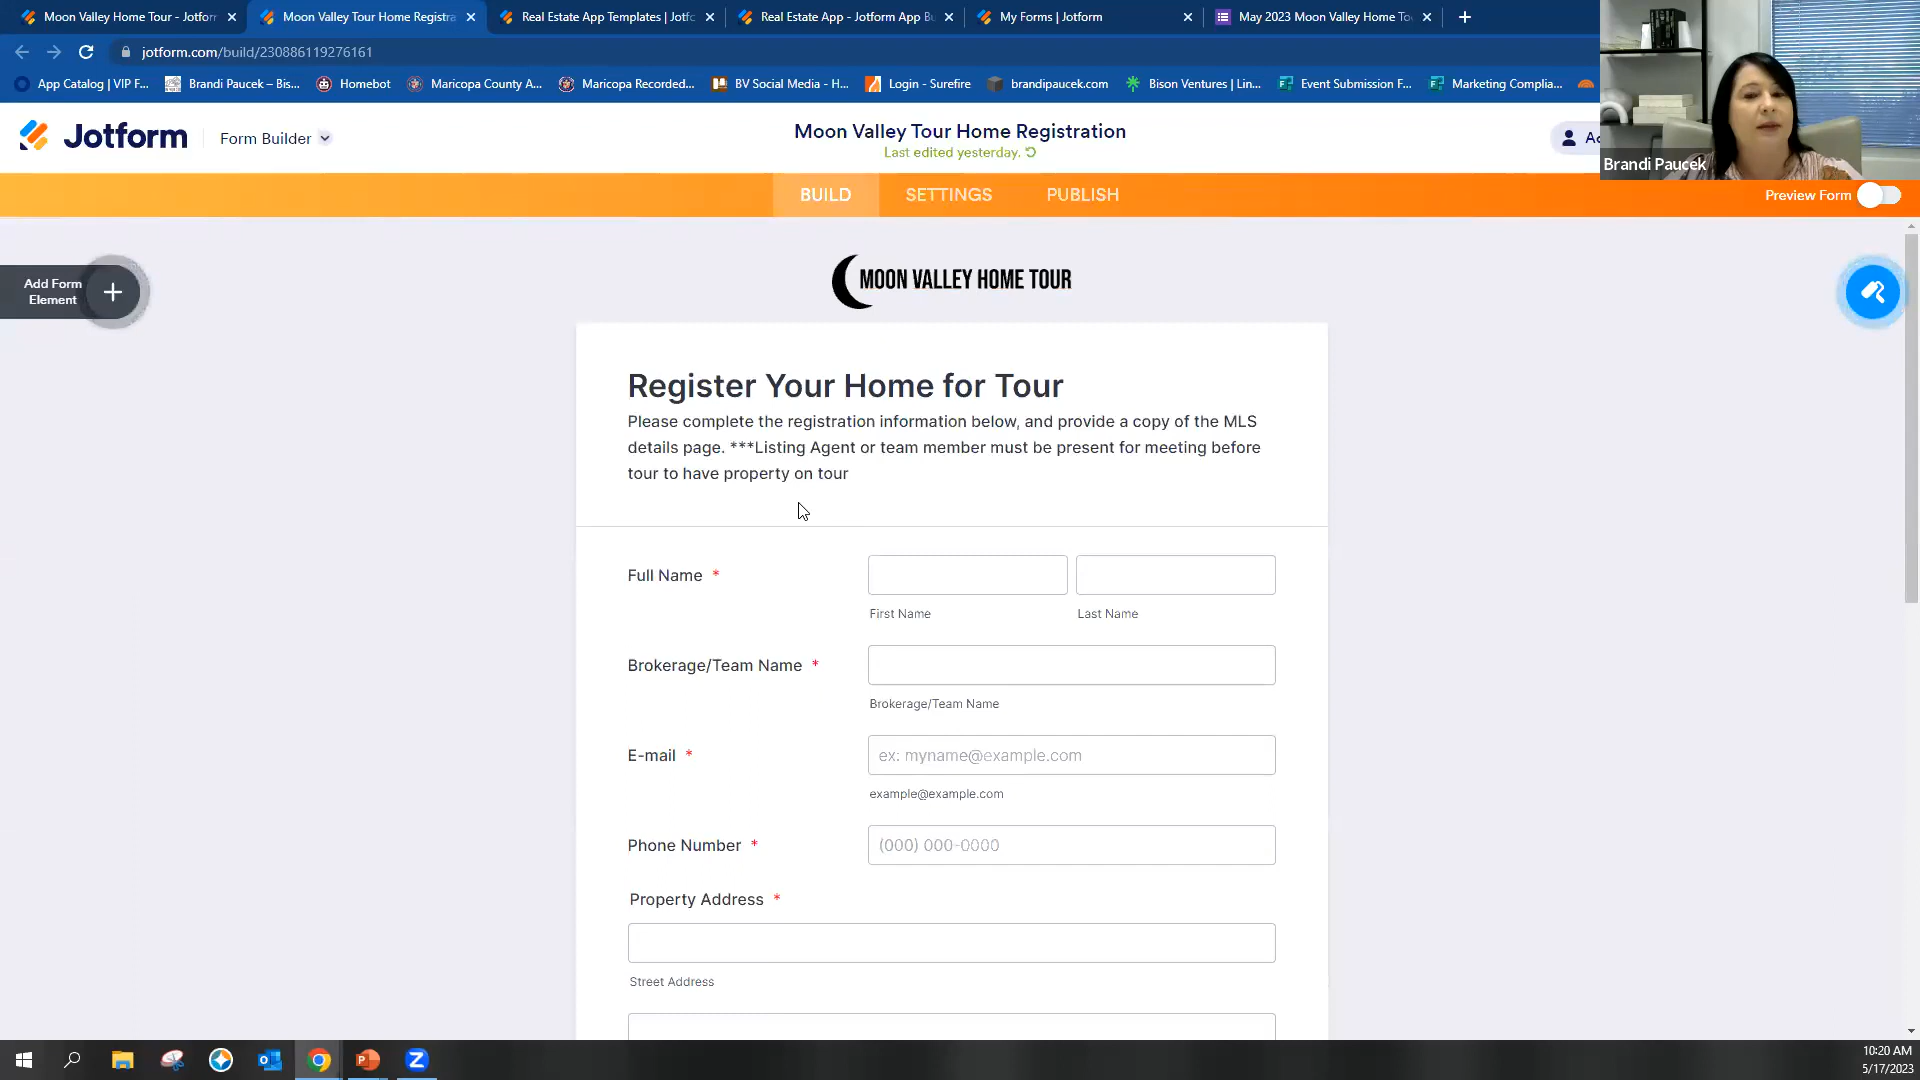 Moon Valley Home Tour - Jotform
Moon Valley Tour Home Registra
Real Estate App Templates | Jotfo
Real Estate App - Jotform App Bu
My Forms | Jotform
May 2023 Moon Valley Home To
jotform.com/build/230886119276161
App Catalog | VIP F...
Brandi Paucek – Bis...
Homebot
Maricopa County A...
Maricopa Recorded...
BV Social Media - H...
Login - Surefire
brandipaucek.com
Bison Ventures | Lin...
Event Submission F...
Marketing Complia...
Jotform
Form Builder
Moon Valley Tour Home Registration
Last edited yesterday.
Brandi Paucek
BUILD
SETTINGS
PUBLISH
Preview Form
Add Form
Element
MOON VALLEY HOME TOUR
Register Your Home for Tour
Please complete the registration information below, and provide a copy of the MLS
details page. ***Listing Agent or team member must be present for meeting before
tour to have property on tour
Full Name *
First Name
Last Name
Brokerage/Team Name *
Brokerage/Team Name
E-mail *
ex: myname@example.com
example@example.com
Phone Number *
(000) 000-0000
Property Address *
Street Address
10:20 AM
5/17/2023